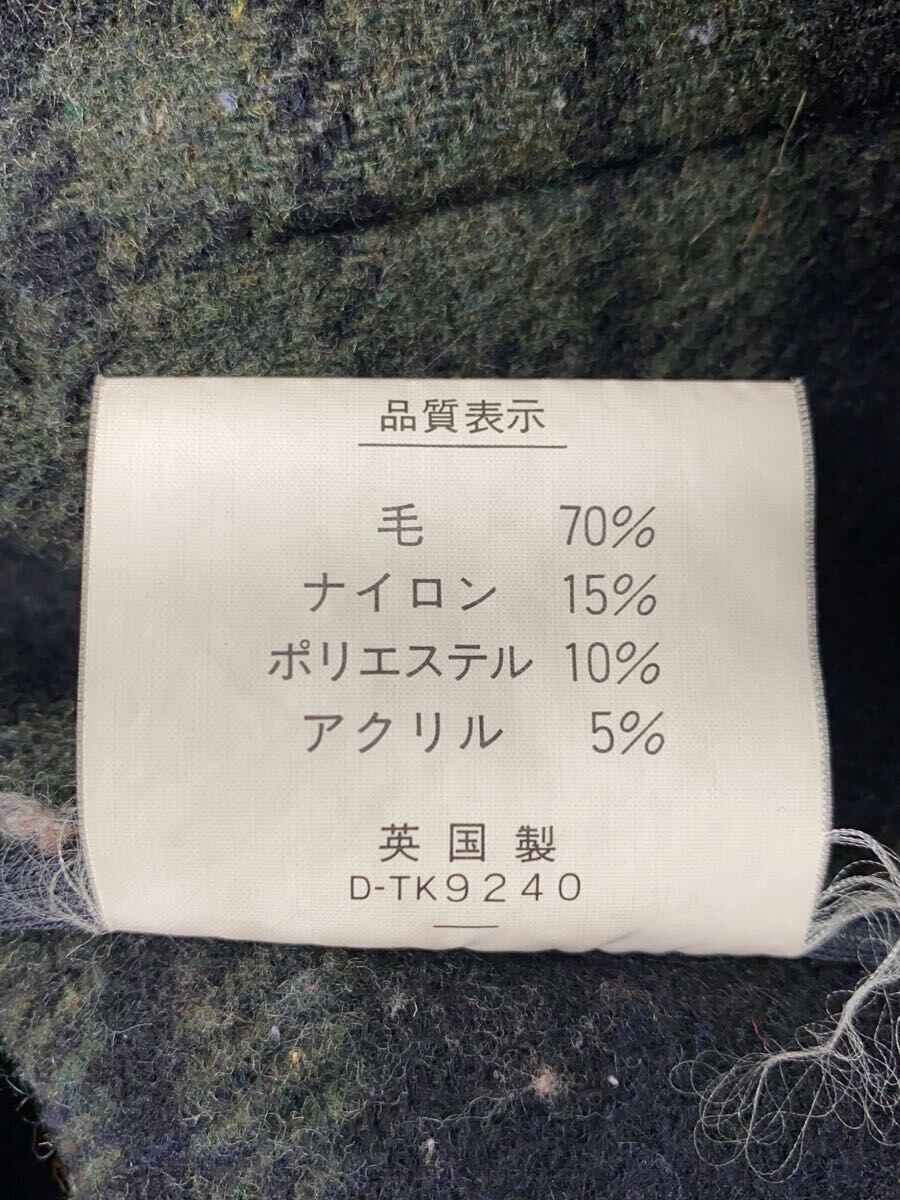 品質表示
毛 70%
ナイロン 15%
ポリエステル 10%
アクリル 5%
英国製
D-TK9240